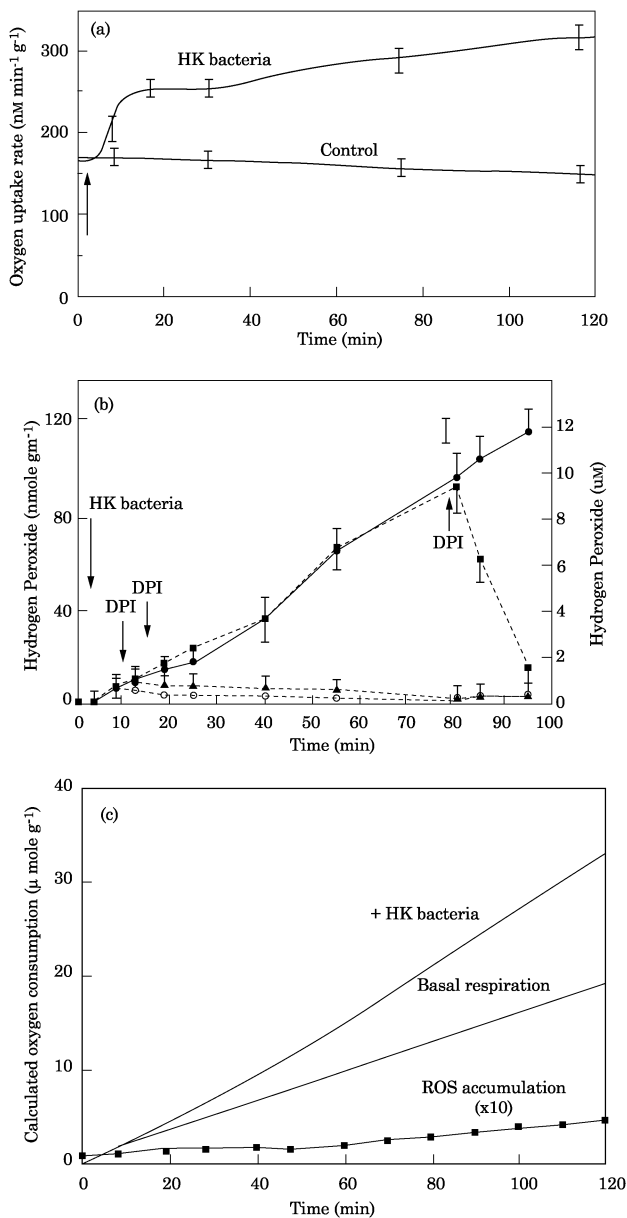 (a)
Oxygen uptake rate (nM min-1 g-1)
300
200
100
0
HK bacteria
Control
0
20
40
60
80
100
120
Time (min)
(b)
Hydrogen Peroxide (nmole gm-1)
120
80
40
0
HK bacteria
DPI
DPI
DPI
12
10
8
6
4
2
0
Hydrogen Peroxide (uM)
0
10
20
30
40
50
60
70
80
90
100
Time (min)
(c)
Calculated oxygen consumption (μ mole g-1)
40
30
20
10
0
+ HK bacteria
Basal respiration
ROS accumulation
(x10)
0
20
40
60
80
100
120
Time (min)